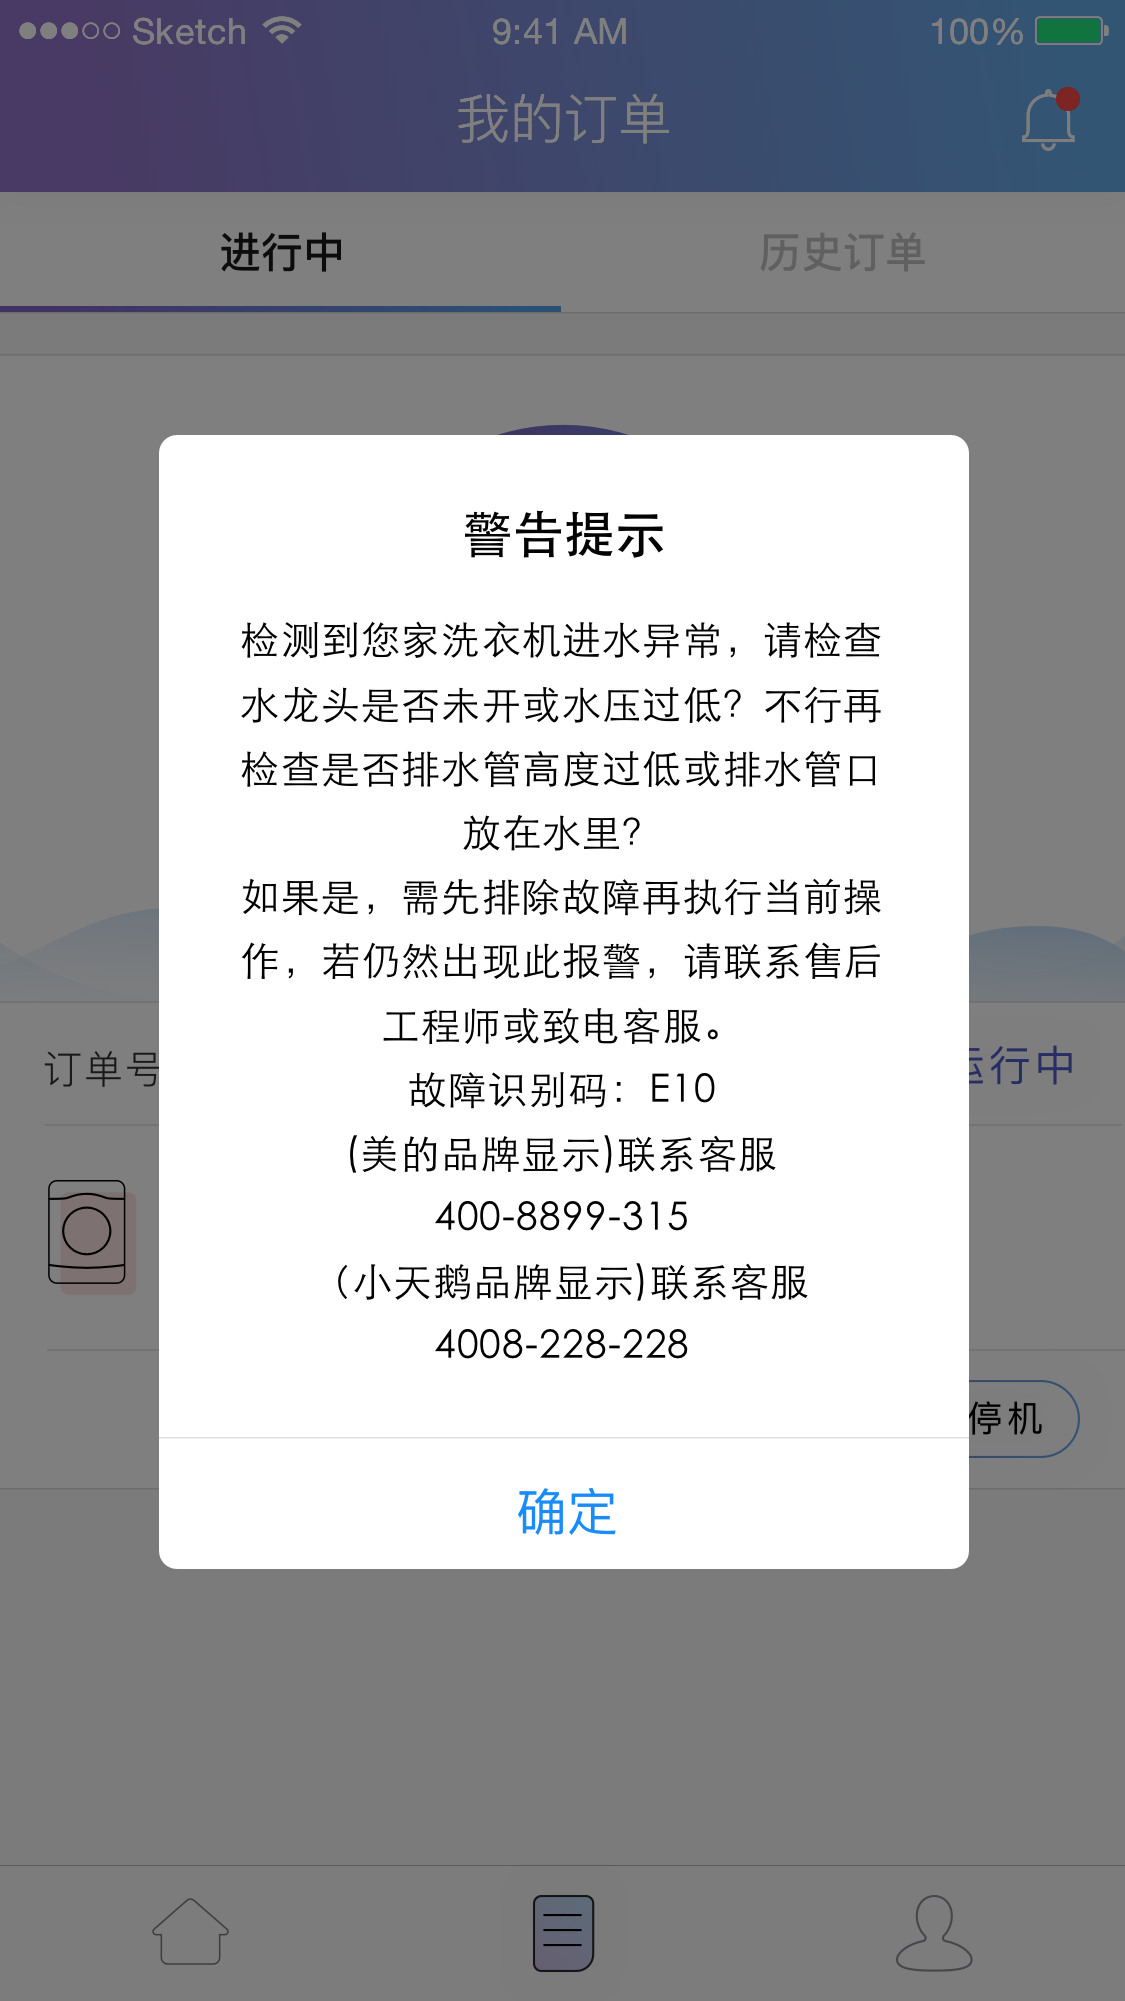 Sketch 9:41 AM 100%
我的订单
进行中 历史订单
警告提示
检测到您家洗衣机进水异常，请检查
水龙头是否未开或水压过低？不行再
检查是否排水管高度过低或排水管口
放在水里？
如果是，需先排除故障再执行当前操
作，若仍然出现此报警，请联系售后
工程师或致电客服。
故障识别码：E10
(美的品牌显示)联系客服
400-8899-315
（小天鹅品牌显示)联系客服
4008-228-228
订单号 运行中
停机
确定